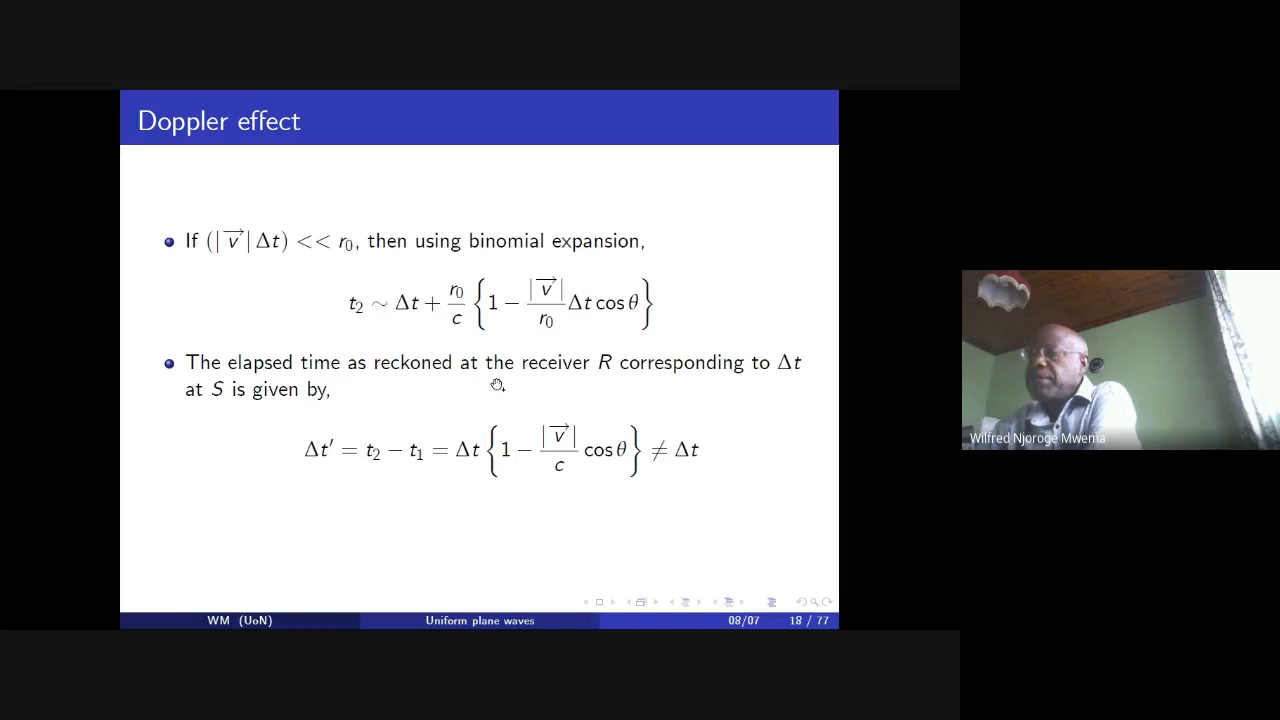 Doppler effect
If (|v⃗| Δt) << r₀, then using binomial expansion,
t₂ ∼ Δt + r₀/c {1 − |v⃗|/r₀ Δt cos θ}
The elapsed time as reckoned at the receiver R corresponding to Δt
at S is given by,
Δt′ = t₂ − t₁ = Δt {1 − |v⃗|/c cos θ} ≠ Δt
WM (UoN) Uniform plane waves 08/07 18 / 77
Wilfred Njoroge Mwema